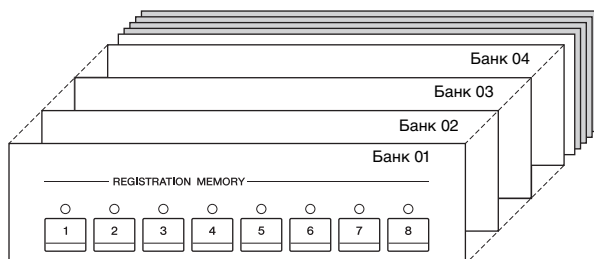 Банк 04
Банк 03
Банк 02
Банк 01
REGISTRATION MEMORY
1 2 3 4 5 6 7 8